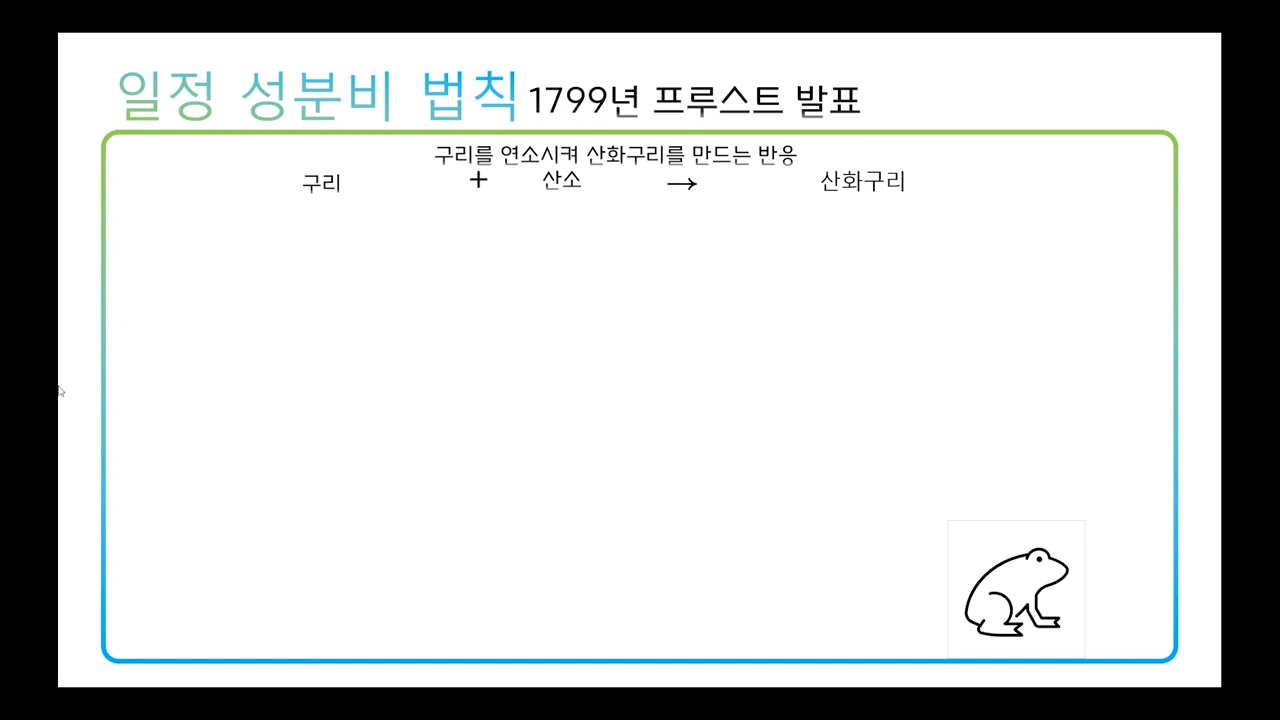 일정 성분비 법칙 1799년 프루스트 발표
구리를 연소시켜 산화구리를 만드는 반응
구리 + 산소 → 산화구리